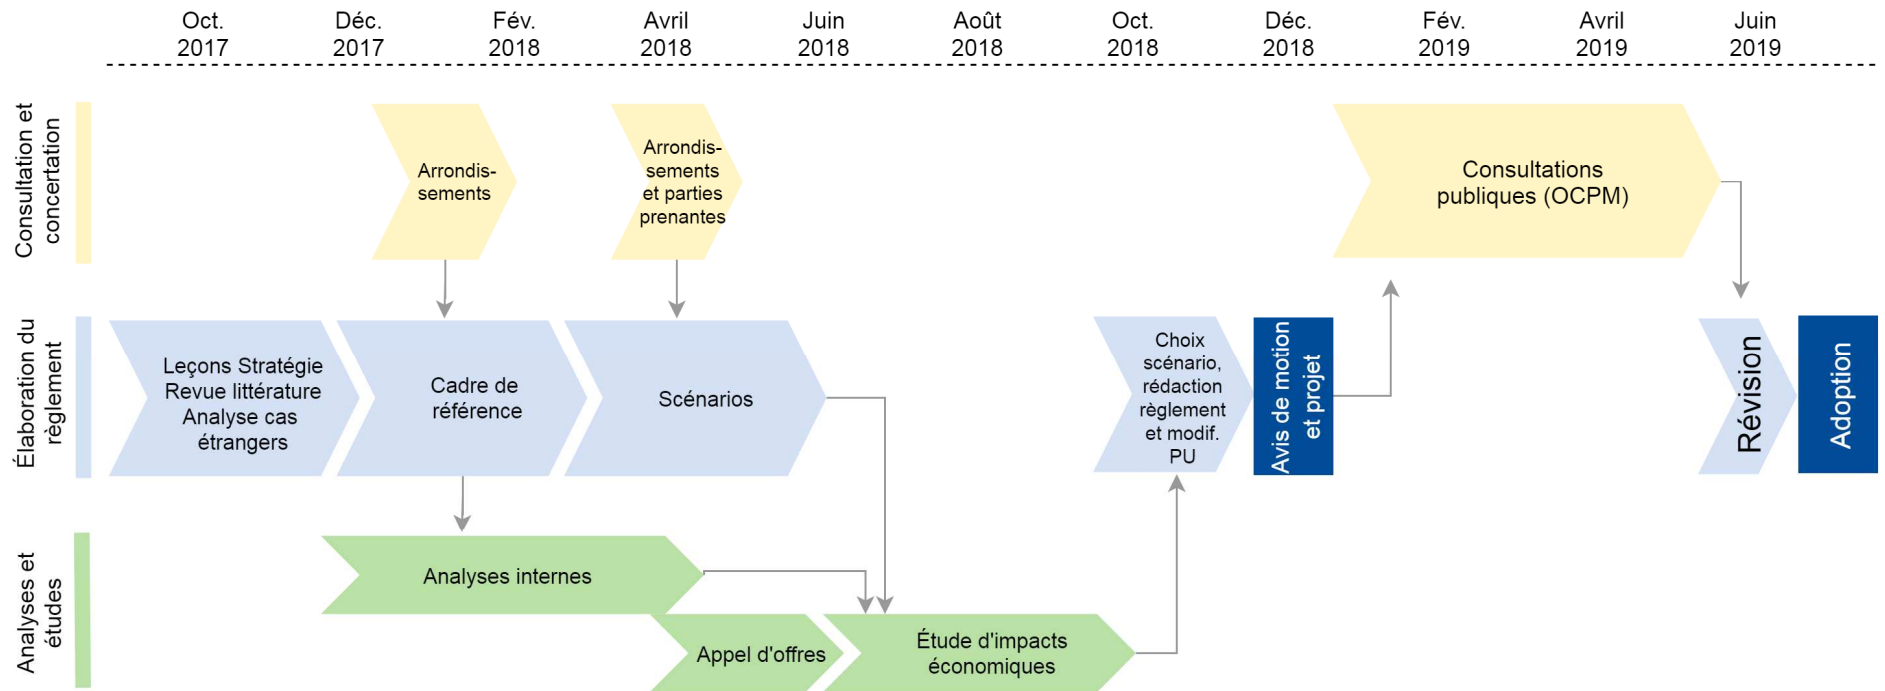 Oct.
2017
Déc.
2017
Fév.
2018
Avril
2018
Juin
2018
Août
2018
Oct.
2018
Déc.
2018
Fév.
2019
Avril
2019
Juin
2019
Consultation et
concertation
Arrondis-
sements
Arrondis-
sements
et parties
prenantes
Consultations
publiques (OCPM)
Élaboration du
règlement
Leçons Stratégie
Revue littérature
Analyse cas
étrangers
Cadre de
référence
Scénarios
Choix
scénario,
rédaction
règlement
et modif.
PU
Avis de motion
et projet
Révision
Adoption
Analyses et
études
Analyses internes
Appel d'offres
Étude d'impacts
économiques